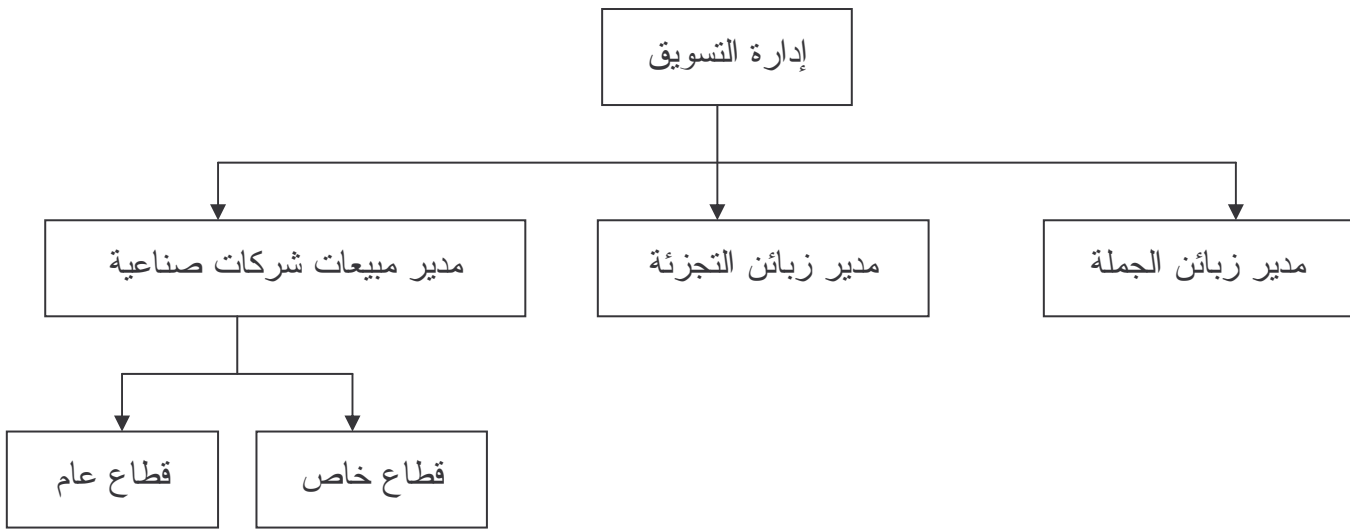 إدارة التسويق
مدير زبائن الجملة
مدير زبائن التجزئة
مدير مبيعات شركات صناعية
قطاع خاص
قطاع عام